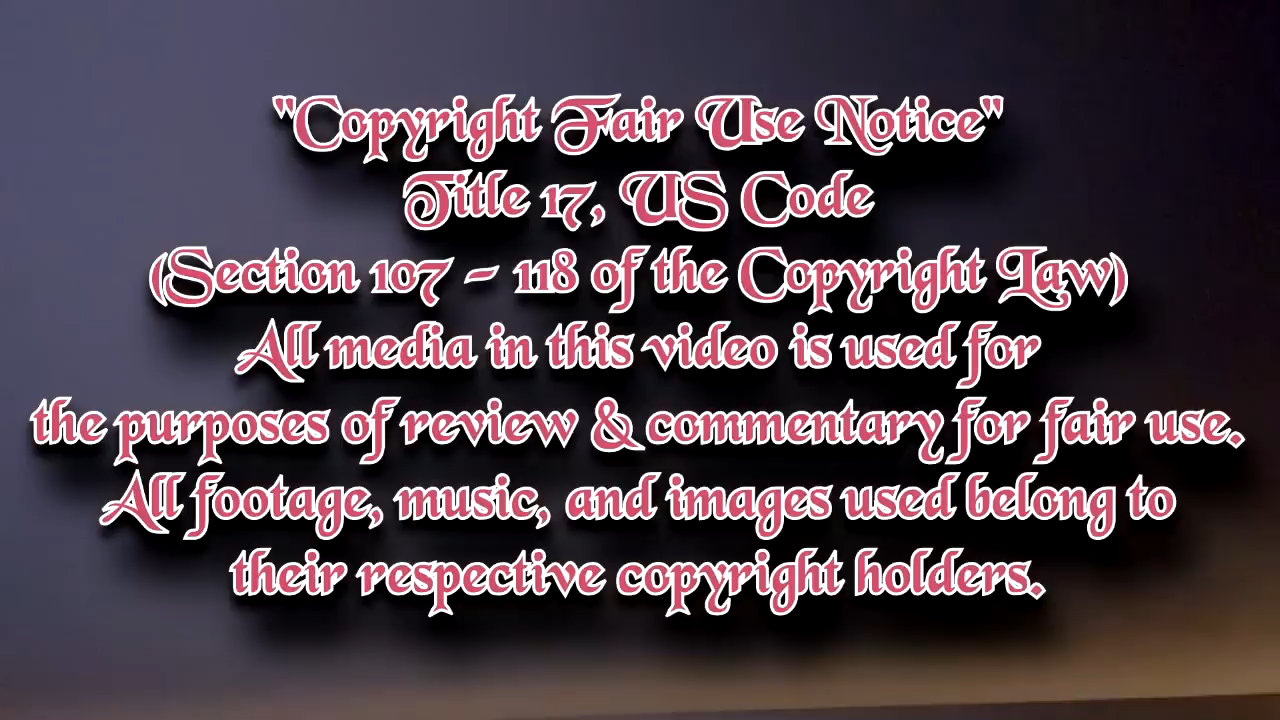 "Copyright Fair Use Notice"
Title 17, US Code
(Section 107 - 118 of the Copyright Law)
All media in this video is used for
the purposes of review & commentary for fair use.
All footage, music, and images used belong to
their respective copyright holders.